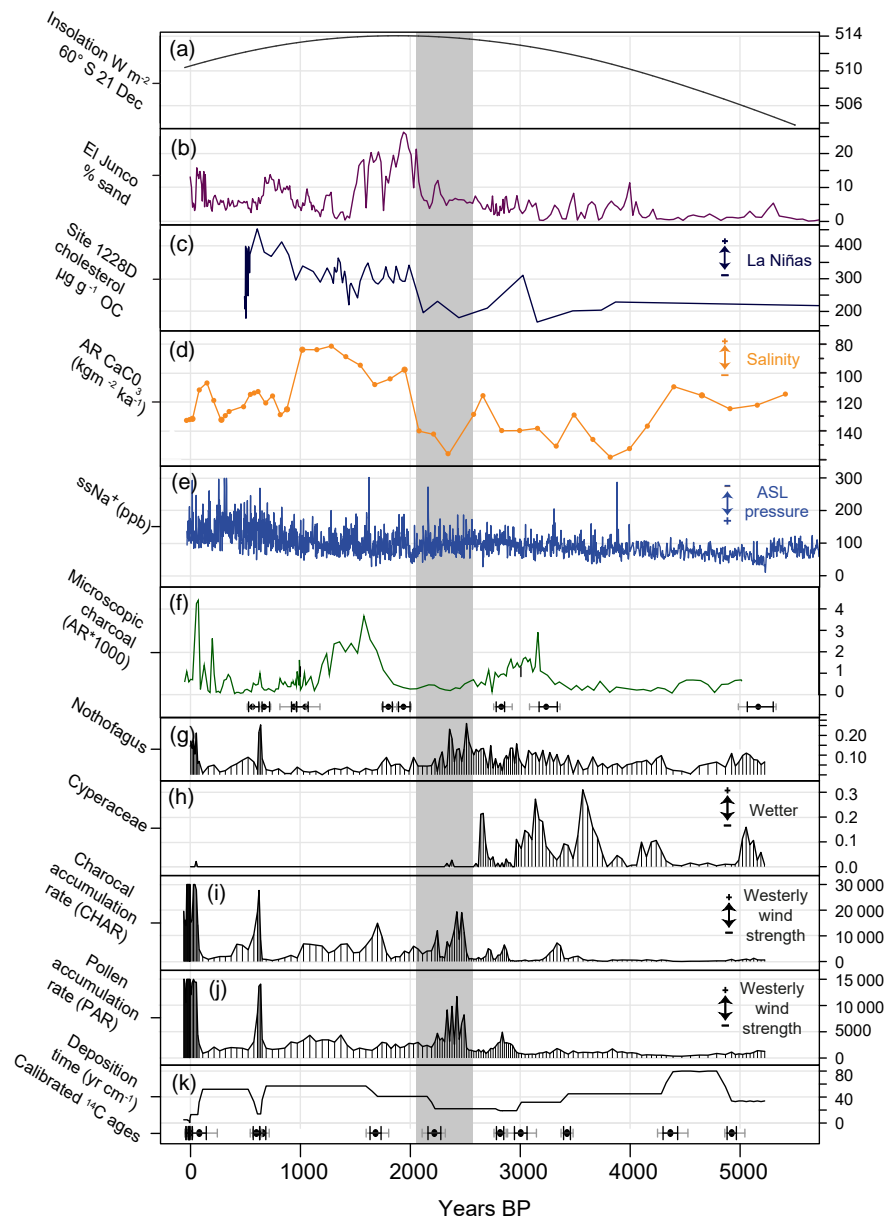 Insolation W m-2
60° S 21 Dec
(a)
514
510
506
El Junco
% sand
(b)
20
10
0
Site 1228D
cholesterol
µg g-1 OC
(c)
+
La Niñas
−
400
300
200
AR CaC03
(kgm -2 ka-1)
(d)
+
Salinity
−
80
100
120
140
ssNa+ (ppb)
(e)
−
ASL
pressure
+
300
200
100
0
Microscopic
charcoal
(AR*1000)
(f)
4
3
2
1
0
Nothofagus
(g)
0.20
0.10
Cyperaceae
(h)
+
Wetter
−
0.3
0.2
0.1
0.0
Charocal
accumulation
rate (CHAR)
(i)
+
Westerly
wind
strength
−
30 000
20 000
10 000
0
Pollen
accumulation
rate (PAR)
(j)
+
Westerly
wind
strength
−
15 000
10 000
5000
0
Deposition
time (yr cm-1)
(k)
80
60
40
20
0
Calibrated 14C ages
0 1000 2000 3000 4000 5000
Years BP